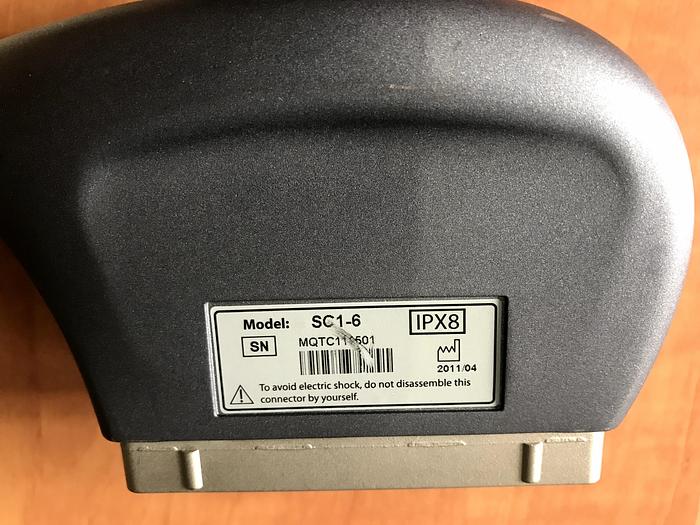 Model: SC1-6
IPX8
SN
2011/04
To avoid electric shock, do not disassemble this
connector by yourself.